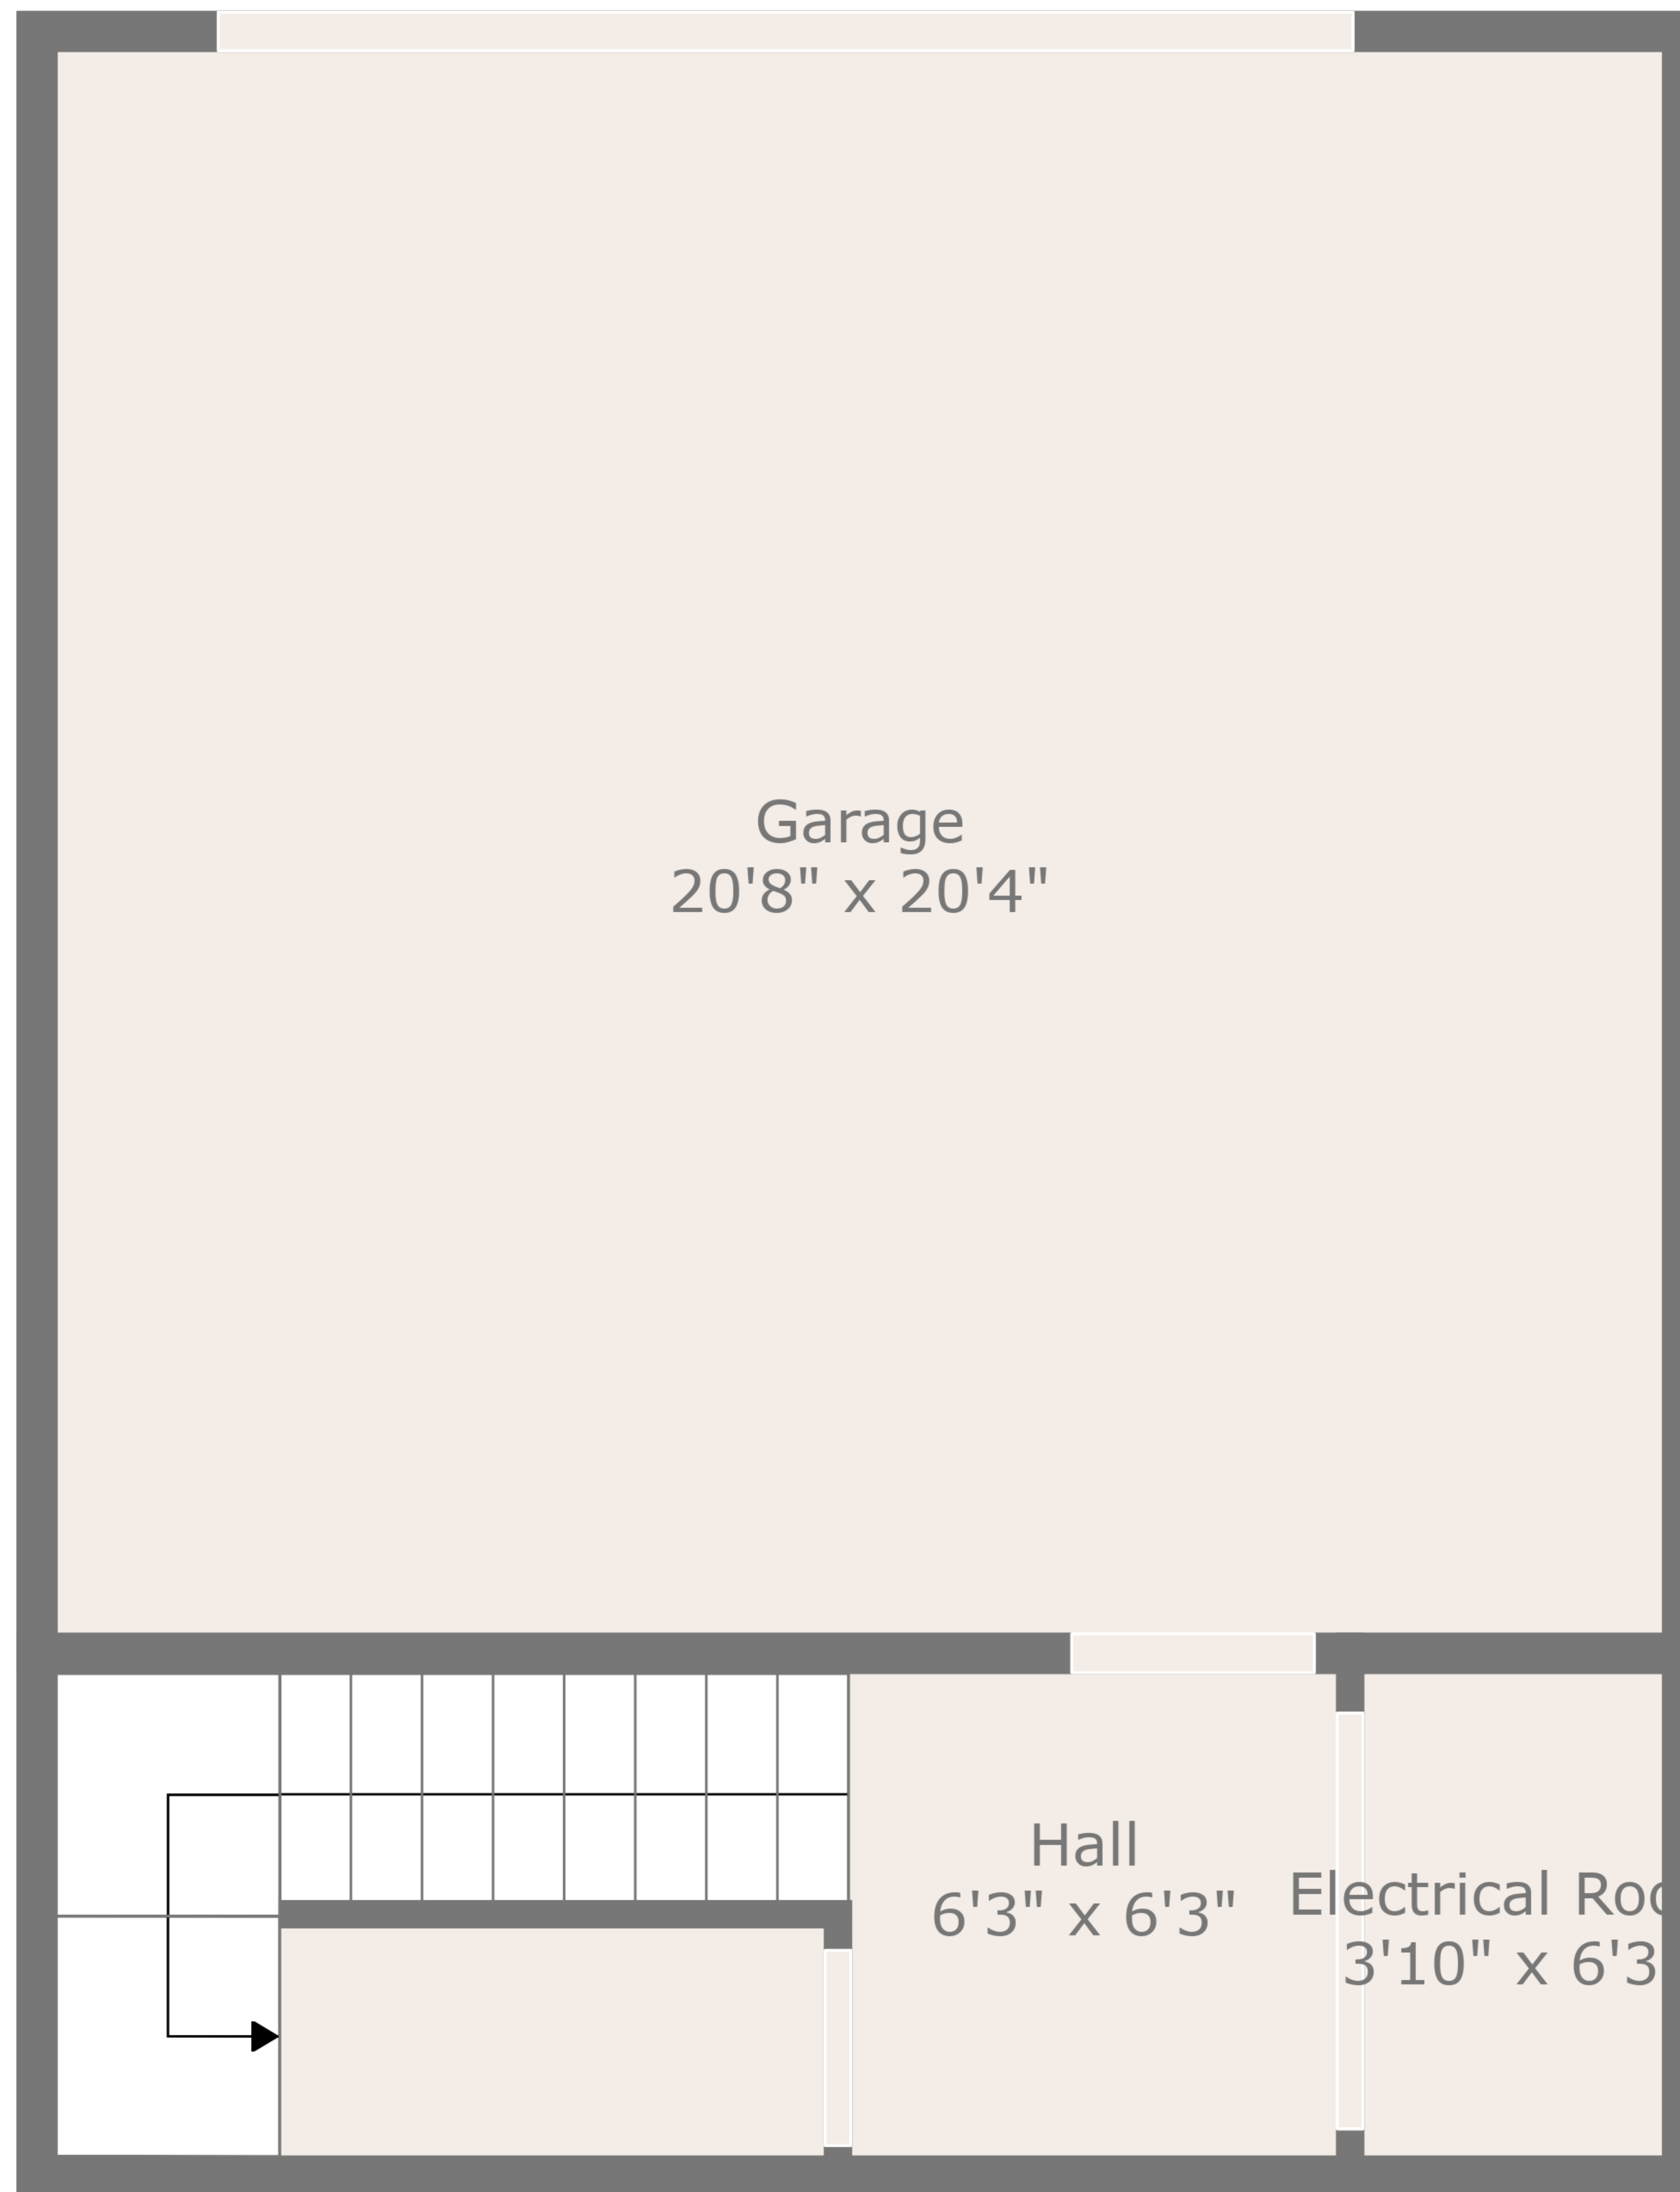 Garage
20'8" x 20'4"
Hall
6'3" x 6'3"
Electrical Roo
3'10" x 6'3